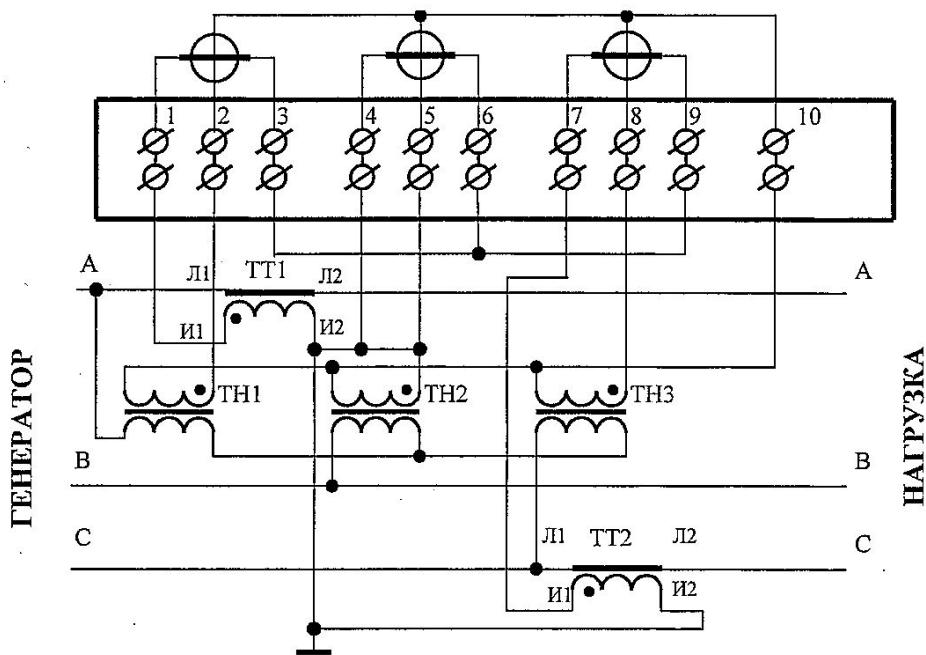 1 2 3 4 5 6 7 8 9 10
А Л1 ТТ1 Л2 А
И1 И2
ТН1 ТН2 ТН3
ГЕНЕРАТОР
НАГРУЗКА
В В
С Л1 ТТ2 Л2 С
И1 И2